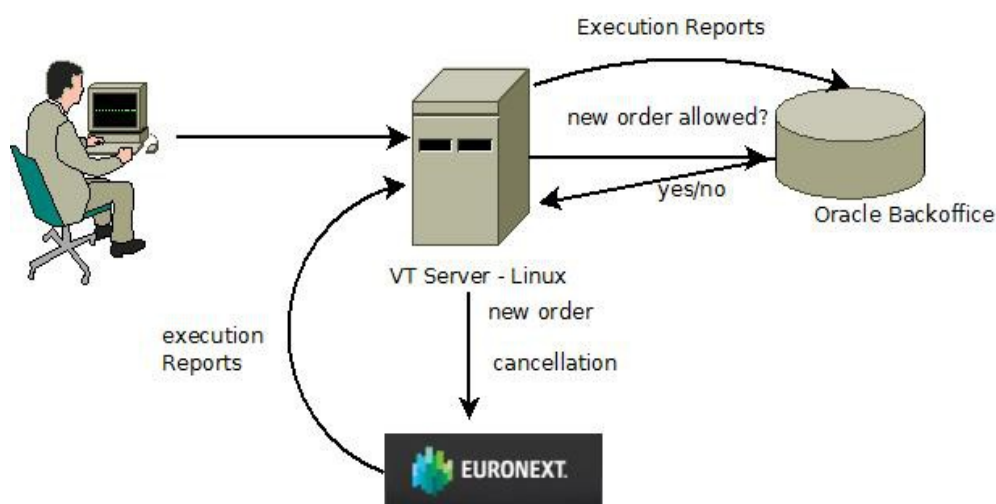 Execution Reports
new order allowed?
yes/no
Oracle Backoffice
VT Server - Linux
new order
execution
Reports
cancellation
EURONEXT.